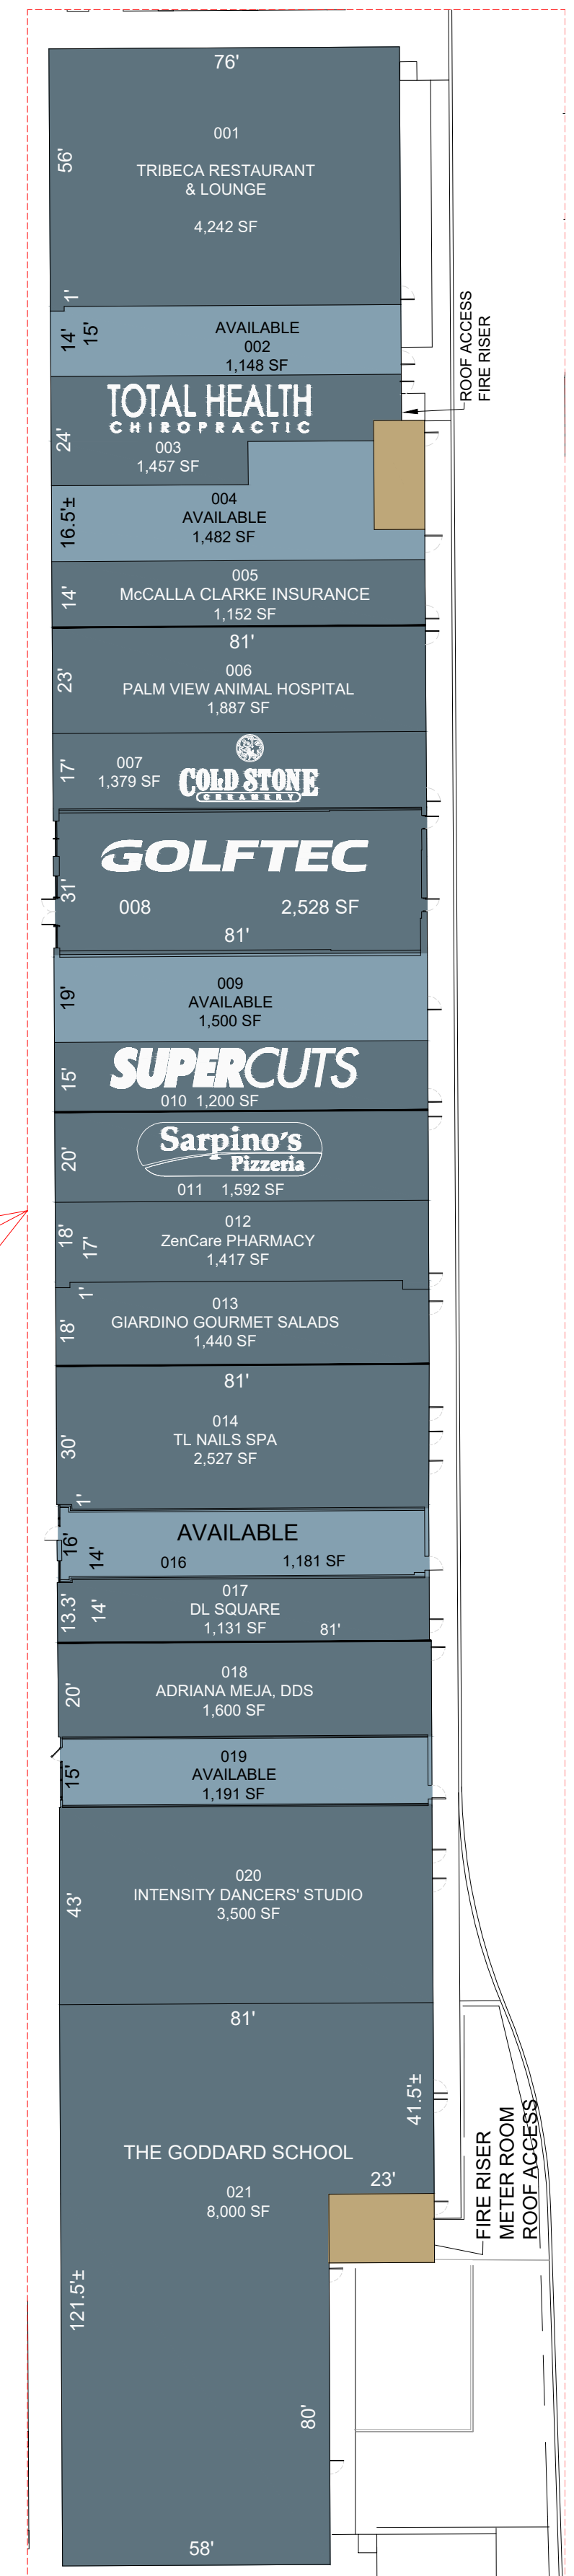 76'
56'
001
TRIBECA RESTAURANT
& LOUNGE
4,242 SF
1'
14'
15'
AVAILABLE
002
1,148 SF
ROOF ACCESS
FIRE RISER
TOTAL HEALTH
CHIROPRACTIC
24'
003
1,457 SF
16.5'±
004
AVAILABLE
1,482 SF
14'
005
McCALLA CLARKE INSURANCE
1,152 SF
81'
23'
006
PALM VIEW ANIMAL HOSPITAL
1,887 SF
17'
007
1,379 SF
COLD STONE
CREAMERY
GOLFTEC
31'
008 2,528 SF
81'
19'
009
AVAILABLE
1,500 SF
15'
SUPERCUTS
010 1,200 SF
20'
Sarpino's
Pizzeria
011 1,592 SF
18'
17'
012
ZenCare PHARMACY
1,417 SF
1'
18'
013
GIARDINO GOURMET SALADS
1,440 SF
81'
30'
014
TL NAILS SPA
2,527 SF
1'
16'
14'
AVAILABLE
016 1,181 SF
13.3'
14'
017
DL SQUARE
1,131 SF 81'
20'
018
ADRIANA MEJA, DDS
1,600 SF
15'
019
AVAILABLE
1,191 SF
43'
020
INTENSITY DANCERS' STUDIO
3,500 SF
81'
41.5'±
THE GODDARD SCHOOL
021
8,000 SF
23'
FIRE RISER
METER ROOM
ROOF ACCESS
121.5'±
80'
58'